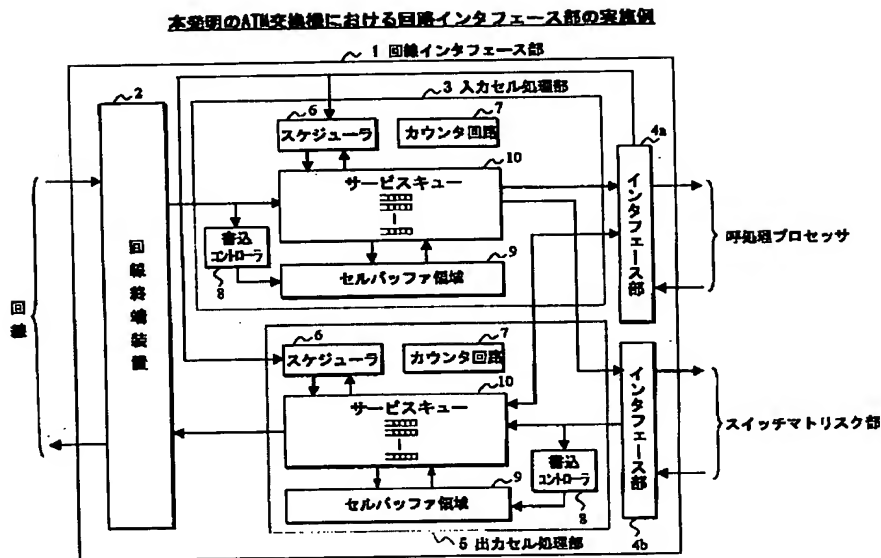 本発明のATM交換機における回路インタフェース部の実施例
1 回線インタフェース部
2
3 入力セル処理部
6
スケジューラ
7
カウンタ回路
4a
10
サービスキュー
インタフェース部
呼処理プロセッサ
書込
コントローラ
8
9
セルバッファ領域
回線終端装置
回線
6
スケジューラ
7
カウンタ回路
10
サービスキュー
インタフェース部
スイッチマトリスク部
書込
コントローラ
8
9
セルバッファ領域
5 出力セル処理部
4b